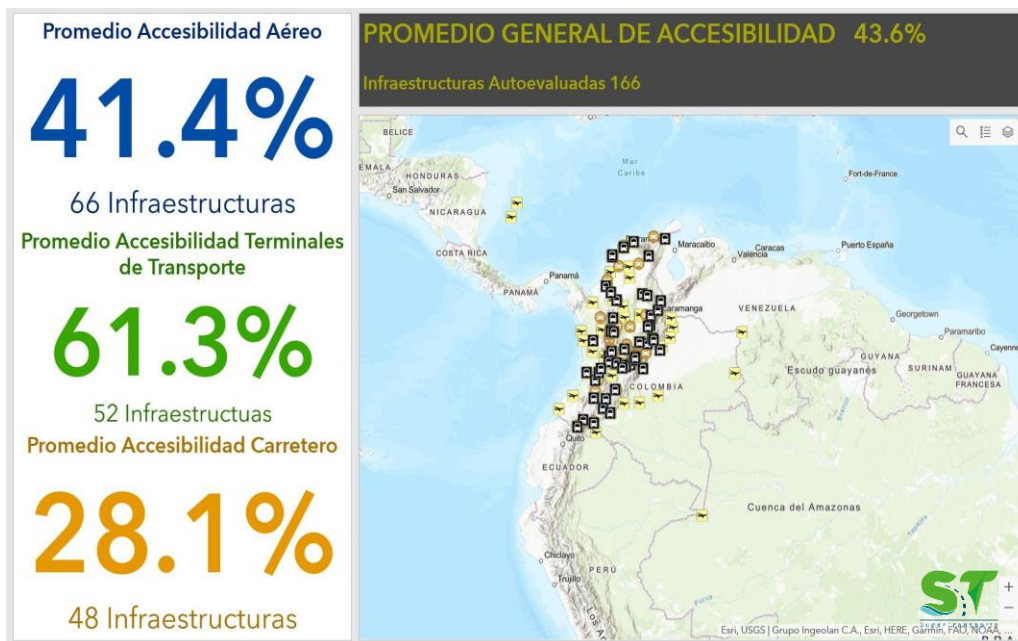 Promedio Accesibilidad Aéreo
41.4%
66 Infraestructuras
Promedio Accesibilidad Terminales
de Transporte
61.3%
52 Infraestructuas
Promedio Accesibilidad Carretero
28.1%
48 Infraestructuras
PROMEDIO GENERAL DE ACCESIBILIDAD 43.6%
Infraestructuras Autoevaluadas 166
BELICE
Mar
Caribe
HONDURAS
San Salvador
Fort-de-France
NICARAGUA
Maracaibo
Caracas
Valencia
Puerto España
COSTA RICA
Panamá
PANAMÁ
VENEZUELA
Georgetown
Paramaribo
Cayenne
GUYANA
SURINAM
GUAYANA
FRANCESA
Escudo guayanés
COLOMBIA
Quito
ECUADOR
Cuenca del Amazonas
Chiclayo
Trujillo
PERÚ
Los
ST
SUPERTRANSPORTE
Esri, USGS | Grupo Ingeolan C.A., Esri, HERE, Garmin, FAO, NOAA, ...